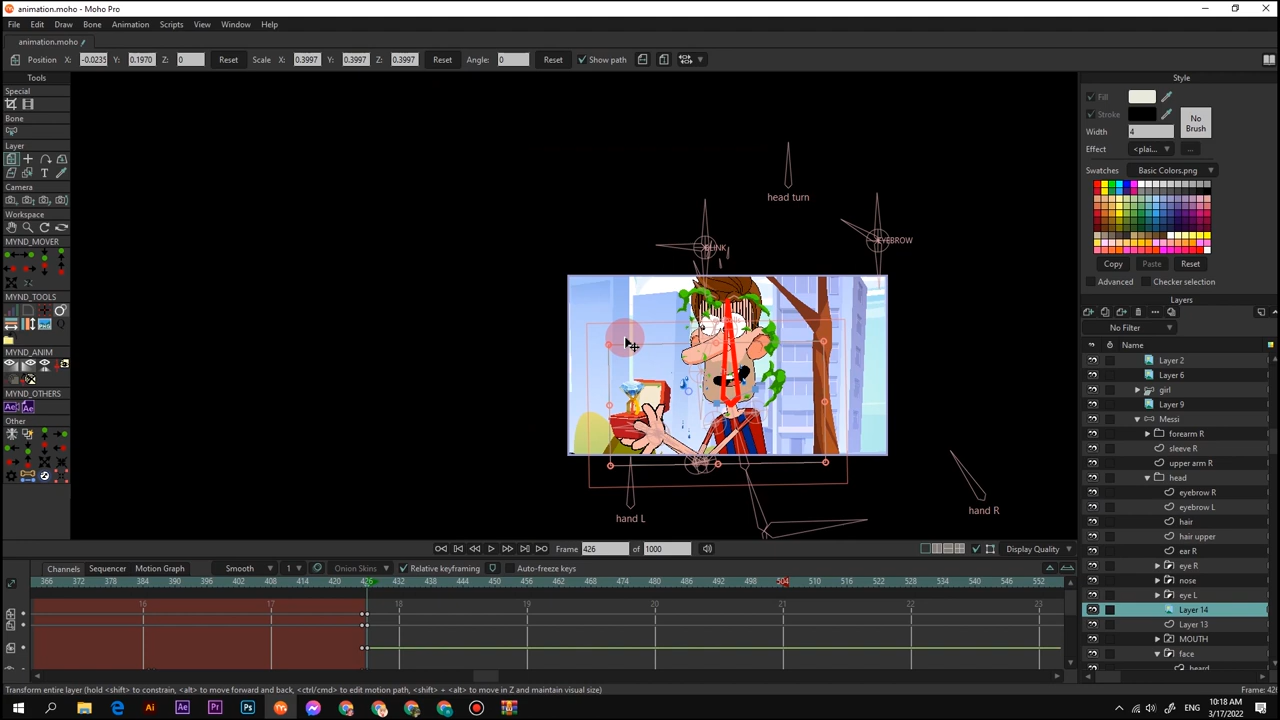 animation.moho - Moho Pro
File Edit Draw Bone Animation Scripts View Window Help
animation.moho
Position X: -0.0235 Y: 0.1970 Z: 0 Reset Scale X: 0.3997 Y: 0.3997 Z: 0.3997 Reset Angle: 0 Reset Show path
Tools
Special
Bone
Layer
Camera
Workspace
MYND_MOVER
MYND_TOOLS
MYND_ANIM
MYND_OTHERS
Other
head turn
BLINK
EYEBROW
hand L
hand R
Style
Fill
Stroke
No Brush
Width 4
Effect <plai...
...
Swatches Basic Colors.png
Copy Paste Reset
Advanced Checker selection
Layers
No Filter
Name
Layer 2
Layer 6
girl
Layer 9
Messi
forearm R
sleeve R
upper arm R
head
eyebrow R
eyebrow L
hair
hair upper
ear R
eye R
nose
eye L
Layer 14
Layer 13
MOUTH
face
beard
Frame 426 of 1000 Display Quality
Channels Sequencer Motion Graph Smooth 1 Onion Skins Relative keyframing Auto-freeze keys
366 372 378 384 390 396 402 408 414 420 426 432 438 444 450 456 462 468 474 480 486 492 498 504 510 516 522 528 534 540 546 552
16 17 18 19 20 21 22 23
Transform entire layer (hold <shift> to constrain, <alt> to move forward and back, <ctrl/cmd> to edit motion path, <shift> + <alt> to move in Z and maintain visual size)
Frame: 426
ENG
10:18 AM
3/17/2022